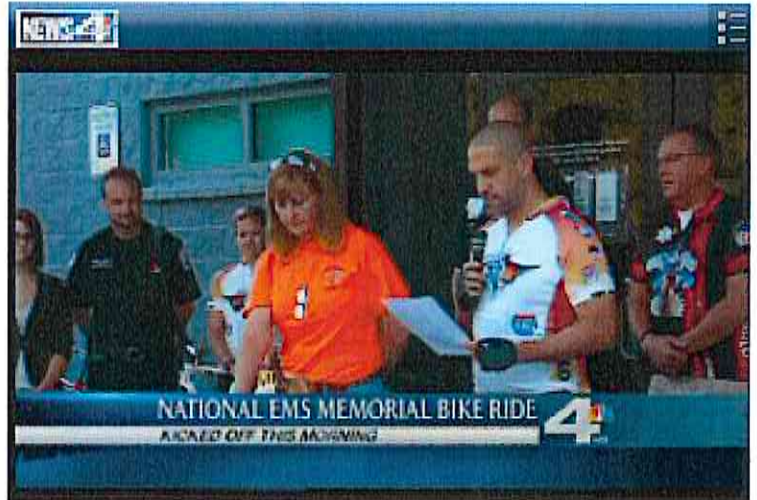 NEWS 4
NATIONAL EMS MEMORIAL BIKE RIDE
KICKED OFF THIS MORNING
4